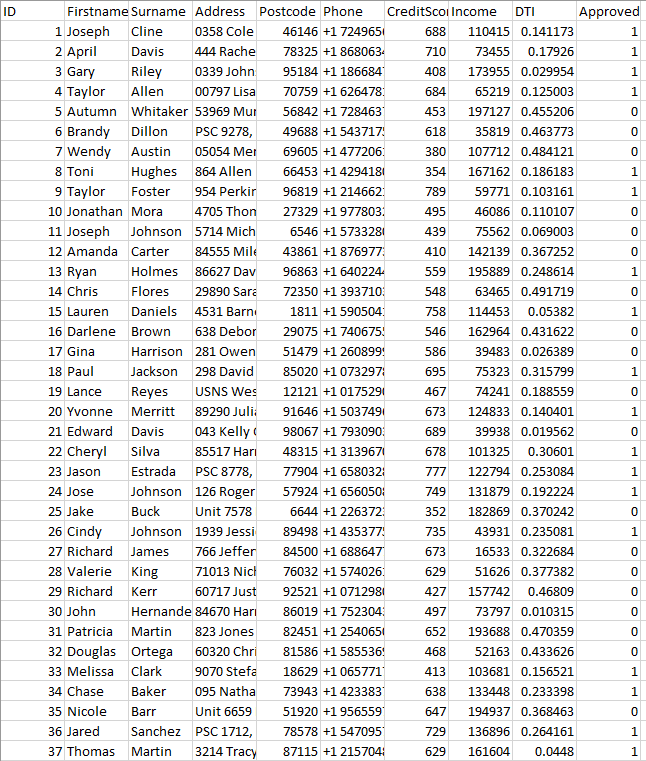 ID Firstname Surname Address Postcode Phone CreditScor Income DTI Approved
1 Joseph Cline 0358 Cole 46146 +1 7249656 688 110415 0.141173 1
2 April Davis 444 Rache 78325 +1 8680634 710 73455 0.17926 1
3 Gary Riley 0339 John 95184 +1 186684 408 173955 0.029954 1
4 Taylor Allen 00797 Lisa 70759 +1 626478 684 65219 0.125003 1
5 Autumn Whitaker 53969 Mur 56842 +1 728463 453 197127 0.455206 0
6 Brandy Dillon PSC 9278, 49688 +1 543717 618 35819 0.463773 0
7 Wendy Austin 05054 Mer 69605 +1 477206 380 107712 0.484121 0
8 Toni Hughes 864 Allen 66453 +1 429418 354 167162 0.186183 1
9 Taylor Foster 954 Perkin 96819 +1 214662 789 59771 0.103161 1
10 Jonathan Mora 4705 Thon 27329 +1 977803 495 46086 0.110107 0
11 Joseph Johnson 5714 Mich 6546 +1 573328 439 75562 0.069003 0
12 Amanda Carter 84555 Mile 43861 +1 876977 410 142139 0.367252 0
13 Ryan Holmes 86627 Dav 96863 +1 640224 559 195889 0.248614 1
14 Chris Flores 29890 Sara 72350 +1 393710 548 63465 0.491719 0
15 Lauren Daniels 4531 Barn 1811 +1 590504 758 114453 0.05382 1
16 Darlene Brown 638 Debor 29075 +1 740675 546 162964 0.431622 0
17 Gina Harrison 281 Owen 51479 +1 260899 586 39483 0.026389 0
18 Paul Jackson 298 David 85020 +1 073297 695 75323 0.315799 1
19 Lance Reyes USNS Wes 12121 +1 017529 467 74241 0.188559 0
20 Yvonne Merritt 89290 Julia 91646 +1 503749 673 124833 0.140401 1
21 Edward Davis 043 Kelly 98067 +1 793090 689 39938 0.019562 0
22 Cheryl Silva 85517 Harr 48315 +1 313967 678 101325 0.30601 1
23 Jason Estrada PSC 8778, 77904 +1 658032 777 122794 0.253084 1
24 Jose Johnson 126 Roger 57924 +1 656050 749 131879 0.192224 1
25 Jake Buck Unit 7578 6644 +1 226372 352 182869 0.370242 0
26 Cindy Johnson 1939 Jessi 89498 +1 435377 735 43931 0.235081 1
27 Richard James 766 Jeffer 84500 +1 688647 673 16533 0.322684 0
28 Valerie King 71013 Nich 76032 +1 574026 629 51626 0.377382 0
29 Richard Kerr 60717 Just 92521 +1 071298 427 157742 0.46809 0
30 John Hernande 84670 Harr 86019 +1 752304 497 73797 0.010315 0
31 Patricia Martin 823 Jones 82451 +1 254065 652 193688 0.470359 0
32 Douglas Ortega 60320 Chri 81586 +1 585536 468 52163 0.433626 0
33 Melissa Clark 9070 Stefa 18629 +1 065771 413 103681 0.156521 1
34 Chase Baker 095 Natha 73943 +1 423383 638 133448 0.233398 1
35 Nicole Barr Unit 6659 51920 +1 956559 647 194937 0.368463 0
36 Jared Sanchez PSC 1712, 78578 +1 547095 729 136896 0.264161 1
37 Thomas Martin 3214 Tracy 87115 +1 215704 629 161604 0.0448 1